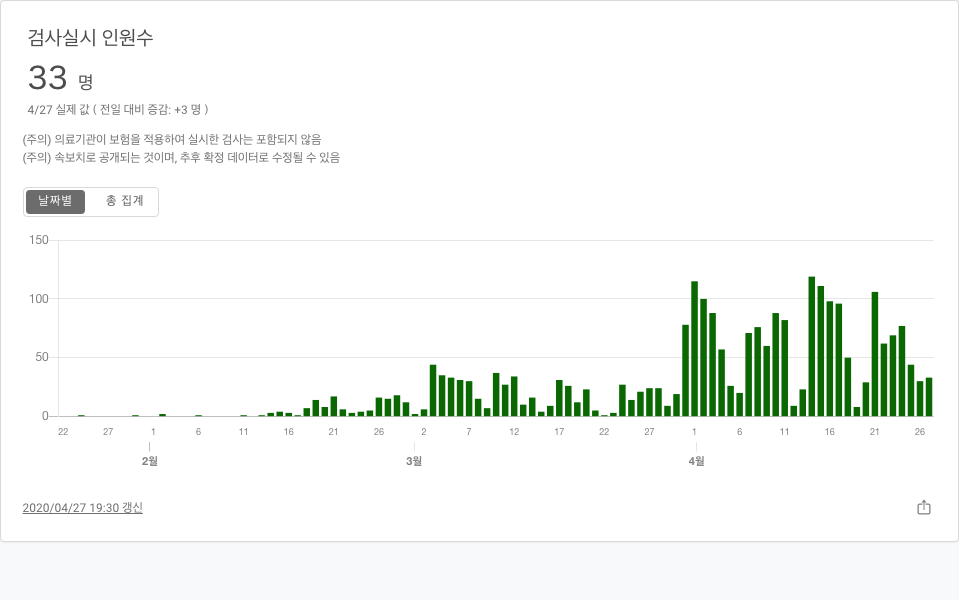 검사실시 인원수
33 명
4/27 실제 값 ( 전일 대비 증감: +3 명 )
(주의) 의료기관이 보험을 적용하여 실시한 검사는 포함되지 않음
(주의) 속보치로 공개되는 것이며, 추후 확정 데이터로 수정될 수 있음
날짜별 총 집계
150
100
50
0
22 27 1 6 11 16 21 26 2 7 12 17 22 27 1 6 11 16 21 26
2월 3월 4월
2020/04/27 19:30 갱신